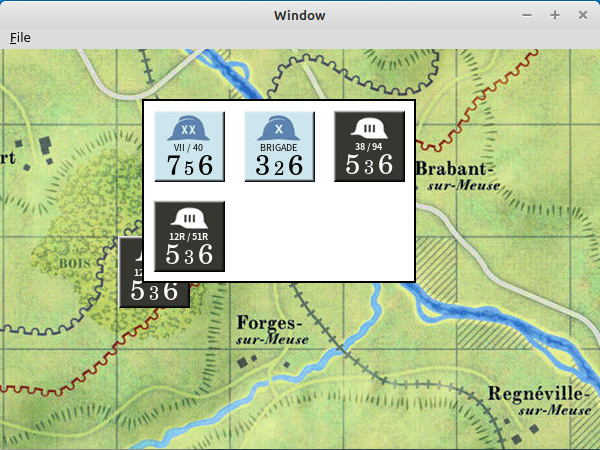 Window
File
XX
VII / 40
7 5 6
X
BRIGADE
3 2 6
III
38 / 94
5 3 6
III
12R / 51R
5 3 6
rt
Brabant-
sur-Meuse
BOIS
12
5 3 6
Forges-
sur-Meuse
Regnéville-
sur-Meuse